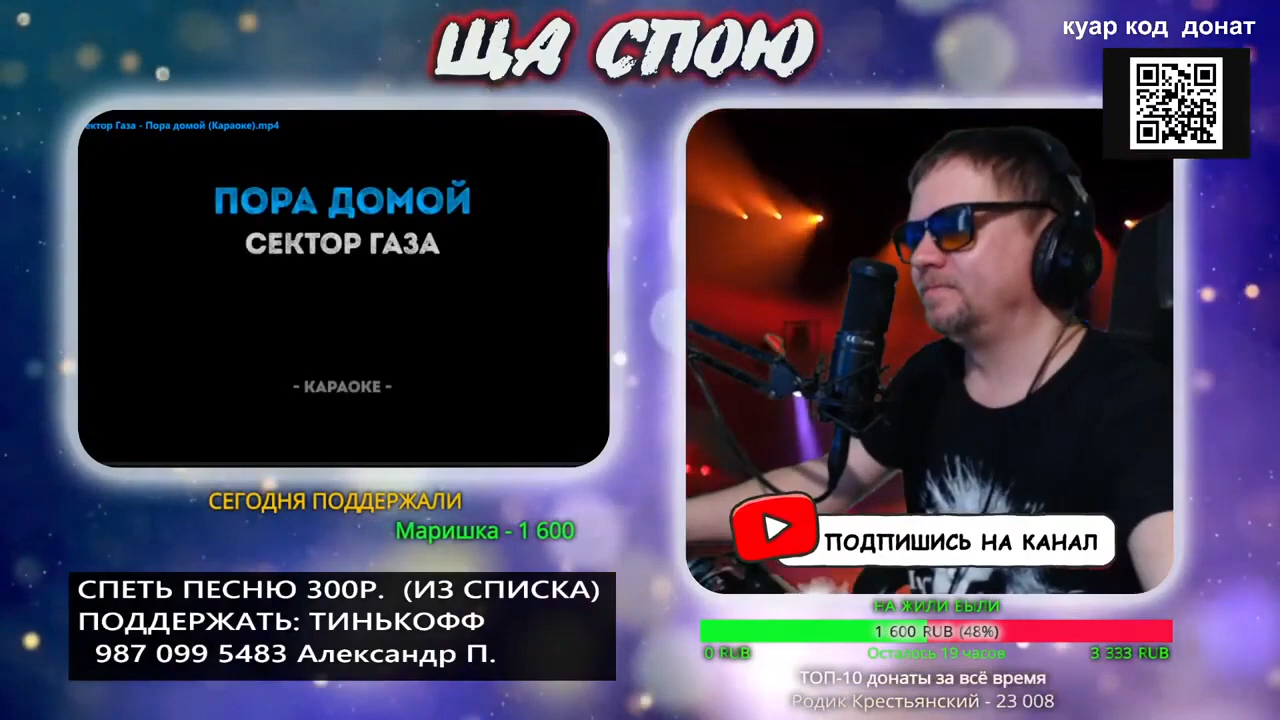 ЩА СПОЮ
куар код донат
ектор Газа - Пора домой (Караоке).mp4
ПОРА ДОМОЙ
СЕКТОР ГАЗА
- КАРАОКЕ -
СЕГОДНЯ ПОДДЕРЖАЛИ
Маришка - 1 600
СПЕТЬ ПЕСНЮ 300Р. (ИЗ СПИСКА)
ПОДДЕРЖАТЬ: ТИНЬКОФФ
987 099 5483 Александр П.
ПОДПИШИСЬ НА КАНАЛ
НА ЖИЛИ БЫЛИ
1 600 RUB (48%)
0 RUB
Осталось 19 часов
3 333 RUB
ТОП-10 донаты за всё время
Родик Крестьянский - 23 008